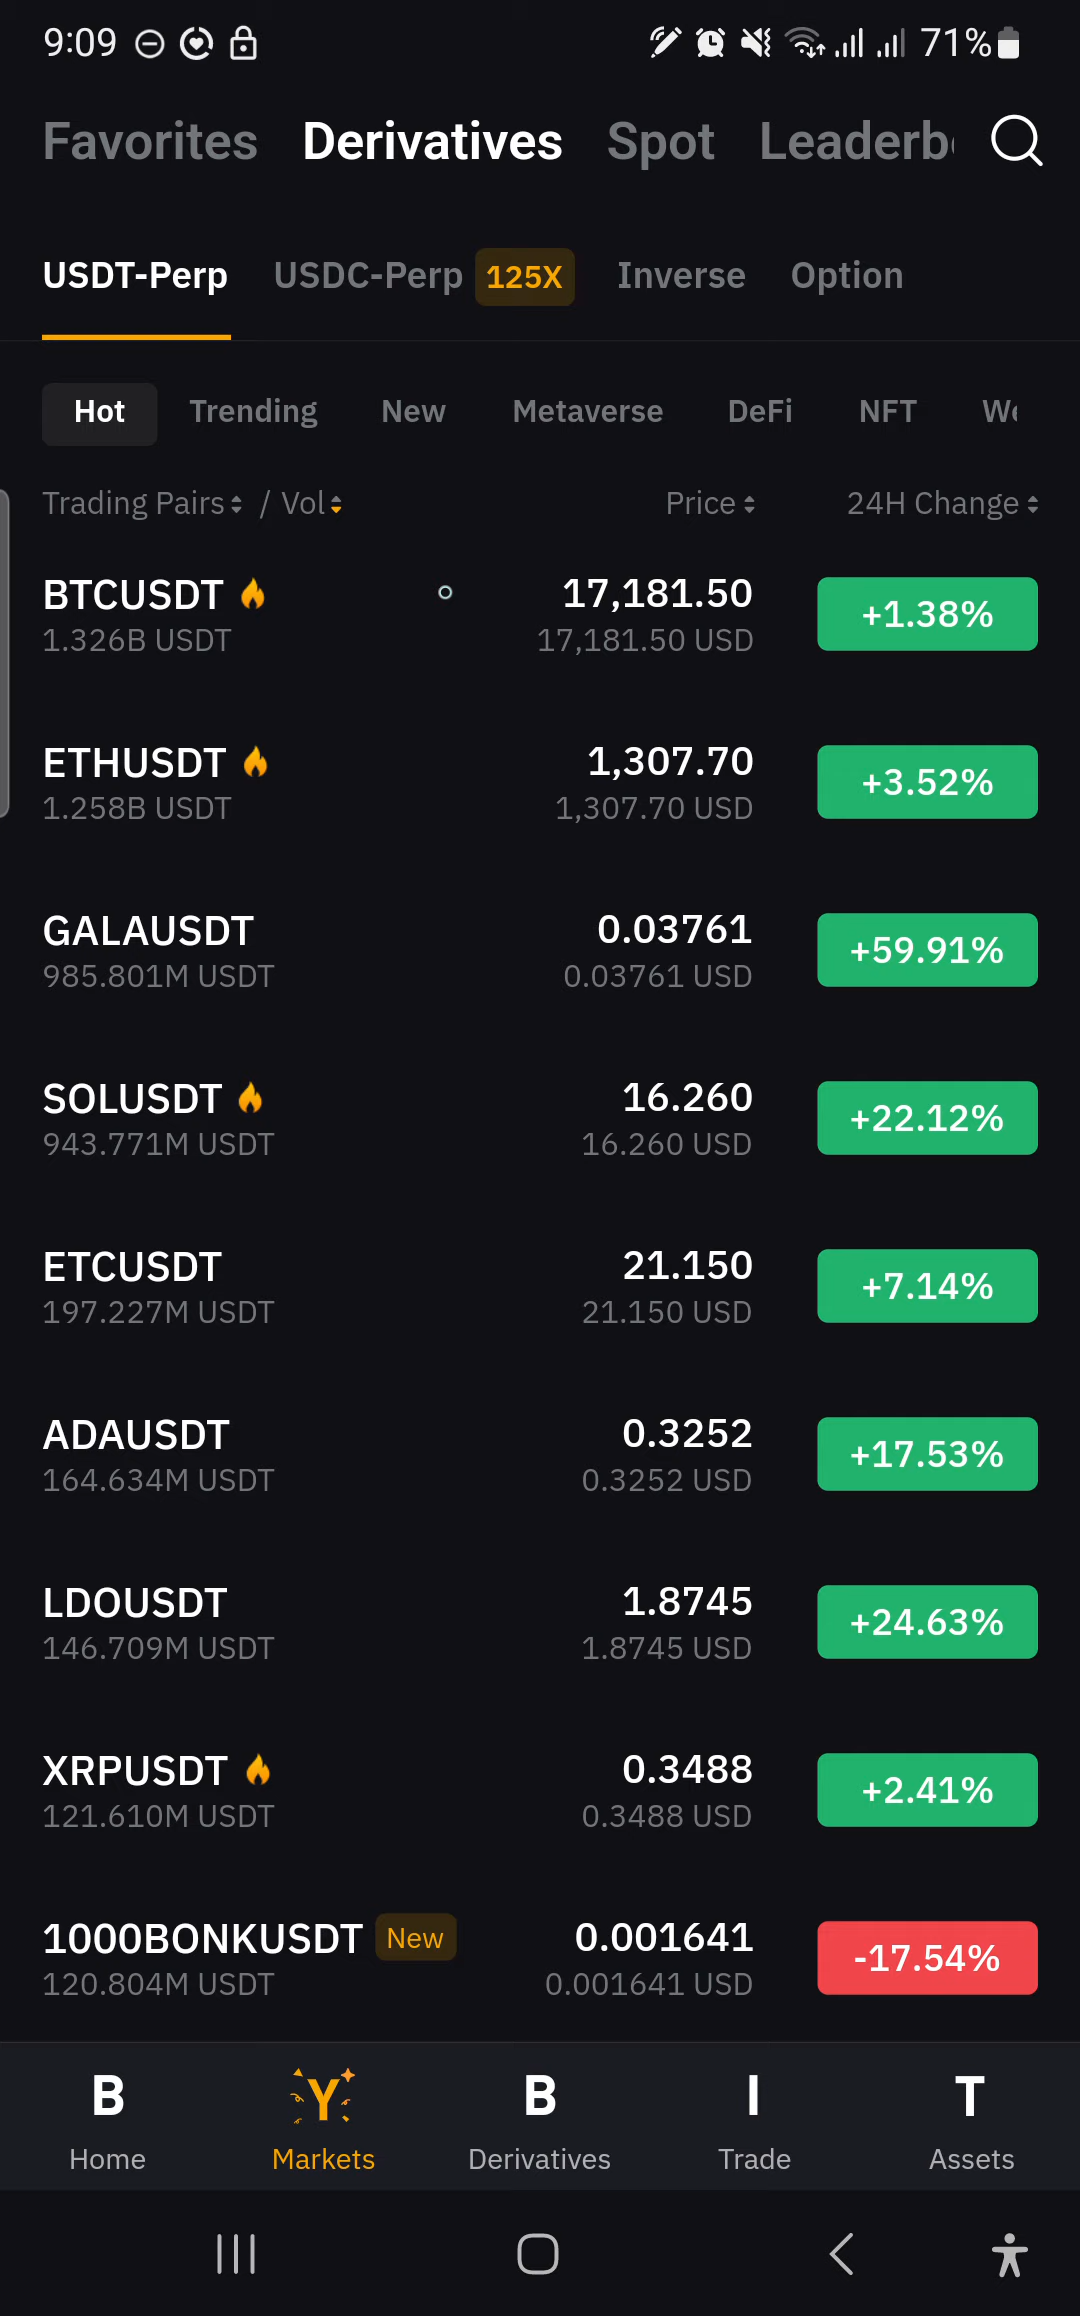 9:09 71%
Favorites Derivatives Spot Leaderb
USDT-Perp USDC-Perp 125X Inverse Option
Hot Trending New Metaverse DeFi NFT We
Trading Pairs / Vol Price 24H Change
BTCUSDT 17,181.50 +1.38%
1.326B USDT 17,181.50 USD
ETHUSDT 1,307.70 +3.52%
1.258B USDT 1,307.70 USD
GALAUSDT 0.03761 +59.91%
985.801M USDT 0.03761 USD
SOLUSDT 16.260 +22.12%
943.771M USDT 16.260 USD
ETCUSDT 21.150 +7.14%
197.227M USDT 21.150 USD
ADAUSDT 0.3252 +17.53%
164.634M USDT 0.3252 USD
LDOUSDT 1.8745 +24.63%
146.709M USDT 1.8745 USD
XRPUSDT 0.3488 +2.41%
121.610M USDT 0.3488 USD
1000BONKUSDT New 0.001641 -17.54%
120.804M USDT 0.001641 USD
B Y B I T
Home Markets Derivatives Trade Assets